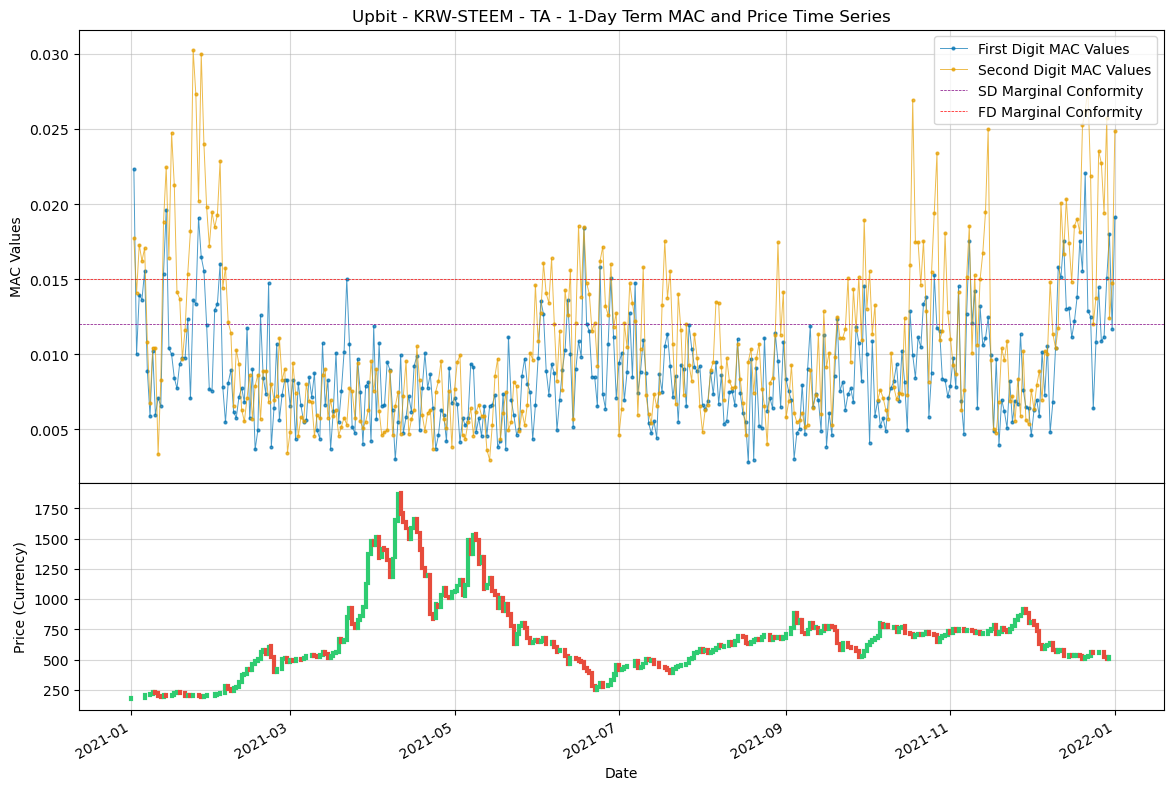 Upbit - KRW-STEEM - TA - 1-Day Term MAC and Price Time Series
First Digit MAC Values
Second Digit MAC Values
SD Marginal Conformity
FD Marginal Conformity
MAC Values
0.030
0.025
0.020
0.015
0.010
0.005
Price (Currency)
1750
1500
1250
1000
750
500
250
2021-01
2021-03
2021-05
2021-07
2021-09
2021-11
2022-01
Date